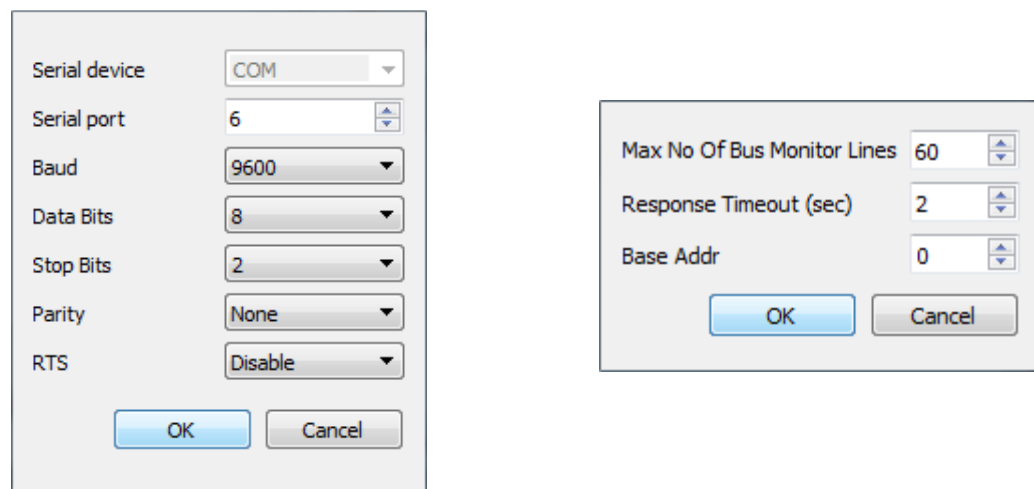 Serial device COM
Serial port 6
Baud 9600
Data Bits 8
Stop Bits 2
Parity None
RTS Disable
OK Cancel
Max No Of Bus Monitor Lines 60
Response Timeout (sec) 2
Base Addr 0
OK Cancel